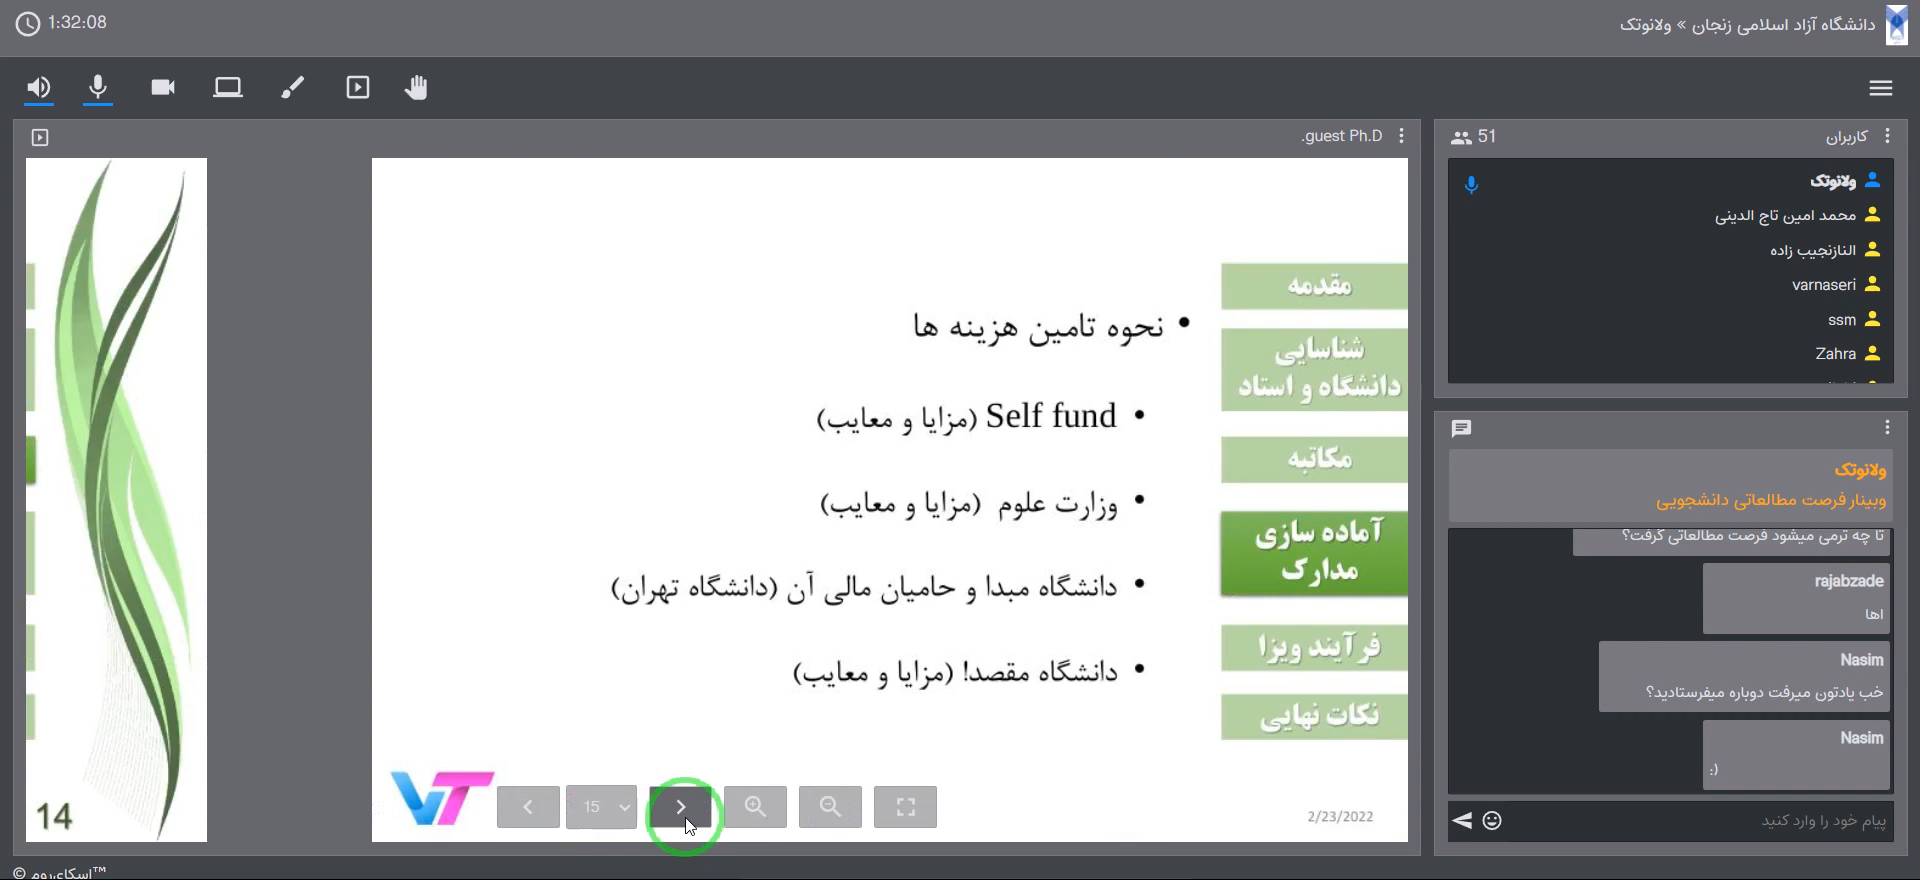 1:32:08
دانشگاه آزاد اسلامی زنجان » ولانوتک
guest Ph.D.
مقدمه
شناسایی
دانشگاه و استاد
مکاتبه
آماده سازی
مدارک
فرآیند ویزا
نکات نهایی
• نحوه تامین هزینه ها
• Self fund (مزایا و معایب)
• وزارت علوم (مزایا و معایب)
• دانشگاه مبدا و حامیان مالی آن (دانشگاه تهران)
• دانشگاه مقصد! (مزایا و معایب)
VT
15
2/23/2022
14
کاربران
51
ولانوتک
محمد امین تاج الدینی
النازنجیب زاده
varnaseri
ssm
Zahra
ولانوتک
وبینار فرصت مطالعاتی دانشجویی
تا چه ترمی میشود فرصت مطالعاتی گرفت؟
rajabzade
اها
Nasim
خب یادتون میرفت دوباره میفرستادید؟
Nasim
:)
پیام خود را وارد کنید
© اسکای‌روم™